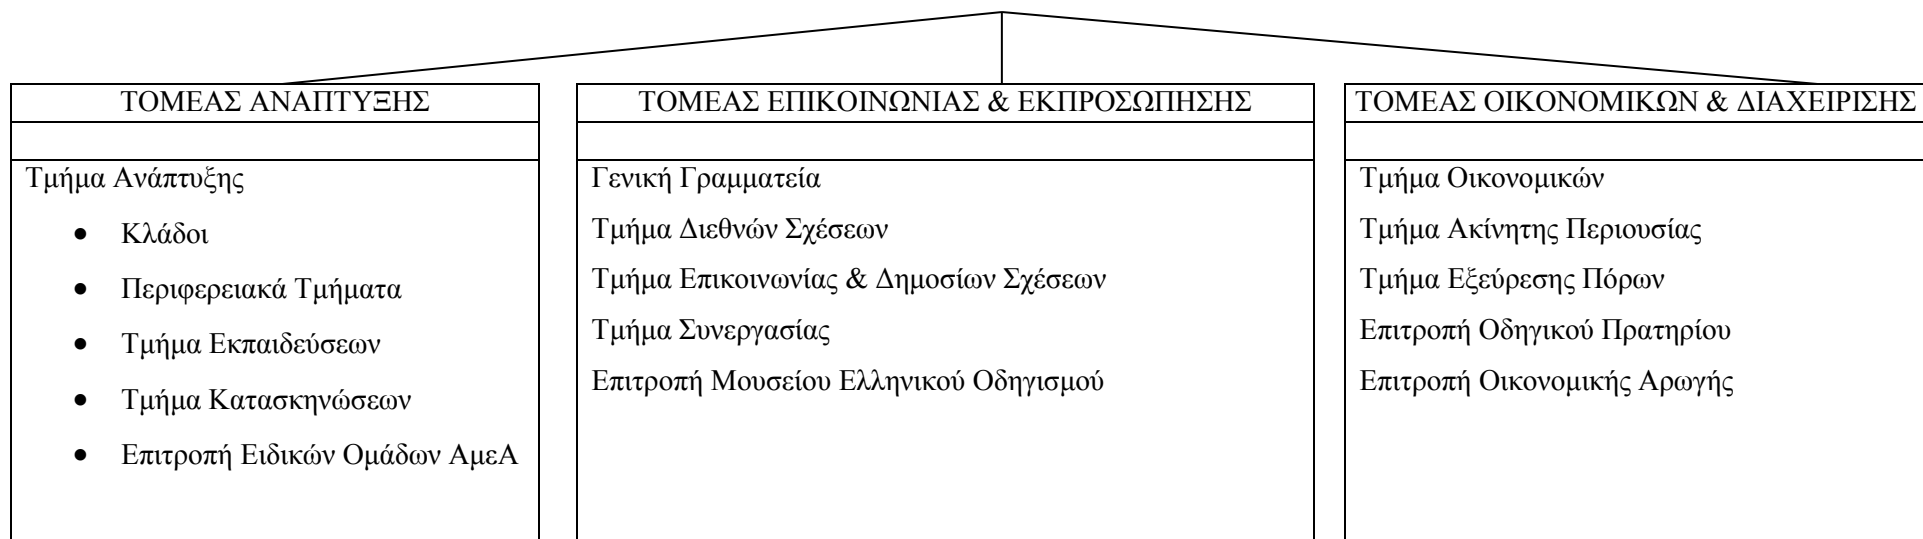 ΤΟΜΕΑΣ ΑΝΑΠΤΥΞΗΣ
Τμήμα Ανάπτυξης
• Κλάδοι
• Περιφερειακά Τμήματα
• Τμήμα Εκπαιδεύσεων
• Τμήμα Κατασκηνώσεων
• Επιτροπή Ειδικών Ομάδων ΑμεΑ
ΤΟΜΕΑΣ ΕΠΙΚΟΙΝΩΝΙΑΣ & ΕΚΠΡΟΣΩΠΗΣΗΣ
Γενική Γραμματεία
Τμήμα Διεθνών Σχέσεων
Τμήμα Επικοινωνίας & Δημοσίων Σχέσεων
Τμήμα Συνεργασίας
Επιτροπή Μουσείου Ελληνικού Οδηγισμού
ΤΟΜΕΑΣ ΟΙΚΟΝΟΜΙΚΩΝ & ΔΙΑΧΕΙΡΙΣΗΣ
Τμήμα Οικονομικών
Τμήμα Ακίνητης Περιουσίας
Τμήμα Εξεύρεσης Πόρων
Επιτροπή Οδηγικού Πρατηρίου
Επιτροπή Οικονομικής Αρωγής